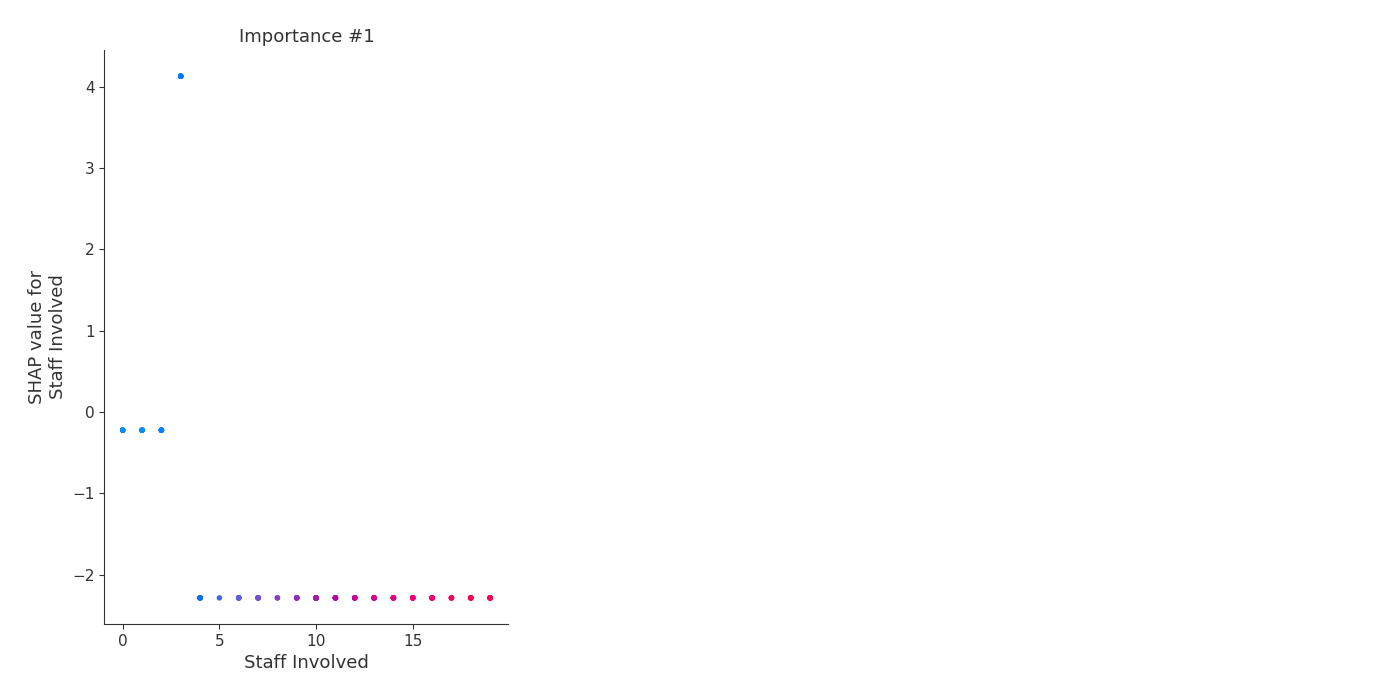 Importance #1
4
3
2
1
0
−1
−2
SHAP value for
Staff Involved
0 5 10 15
Staff Involved